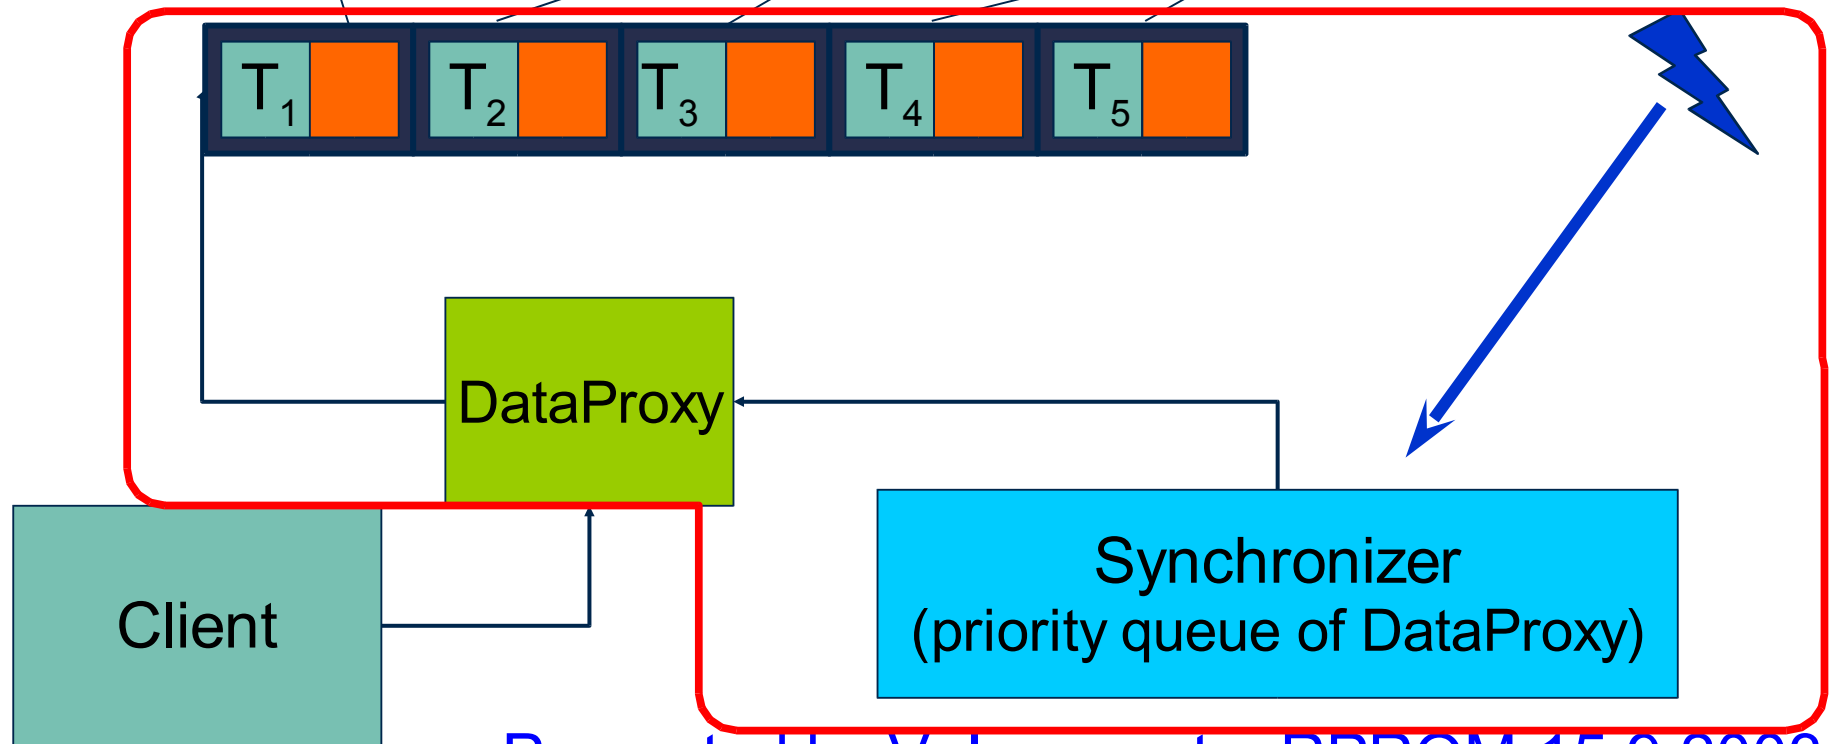 T1 T2 T3 T4 T5
DataProxy
Synchronizer
(priority queue of DataProxy)
Client